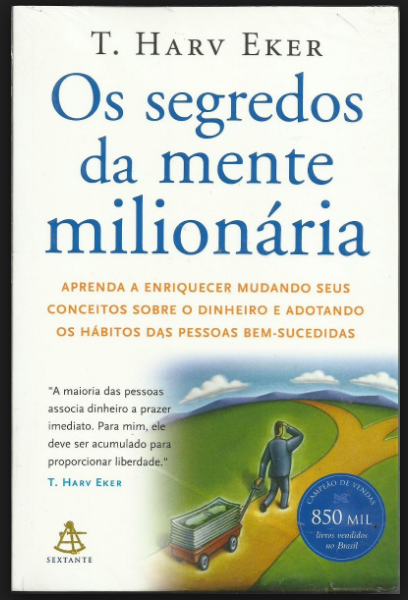 T. HARV EKER
Os segredos
da mente
milionária
APRENDA A ENRIQUECER MUDANDO SEUS
CONCEITOS SOBRE O DINHEIRO E ADOTANDO
OS HÁBITOS DAS PESSOAS BEM-SUCEDIDAS
"A maioria das pessoas
associa dinheiro a prazer
imediato. Para mim, ele
deve ser acumulado para
proporcionar liberdade."
T. HARV EKER
CAMPEÃO DE VENDAS
850 MIL
livros vendidos
no Brasil
SEXTANTE